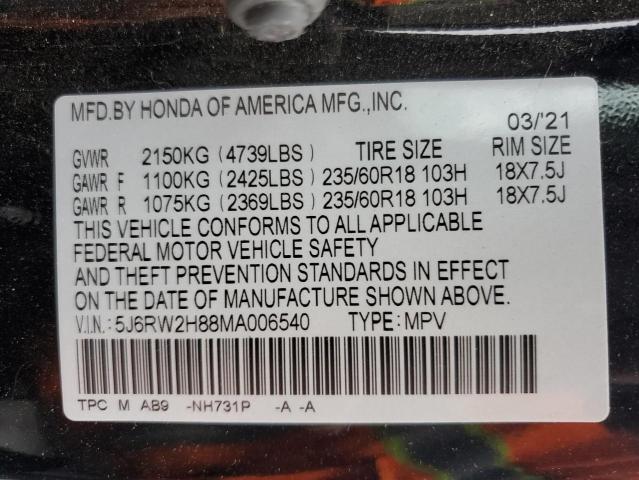 MFD.BY HONDA OF AMERICA MFG.,INC.
03/'21
GVWR 2150KG (4739LBS) TIRE SIZE RIM SIZE
GAWR F 1100KG (2425LBS) 235/60R18 103H 18X7.5J
GAWR R 1075KG (2369LBS) 235/60R18 103H 18X7.5J
THIS VEHICLE CONFORMS TO ALL APPLICABLE
FEDERAL MOTOR VEHICLE SAFETY
AND THEFT PREVENTION STANDARDS IN EFFECT
ON THE DATE OF MANUFACTURE SHOWN ABOVE.
V.I.N.: 5J6RW2H88MA006540 TYPE: MPV
TPC M AB9 -NH731P -A -A